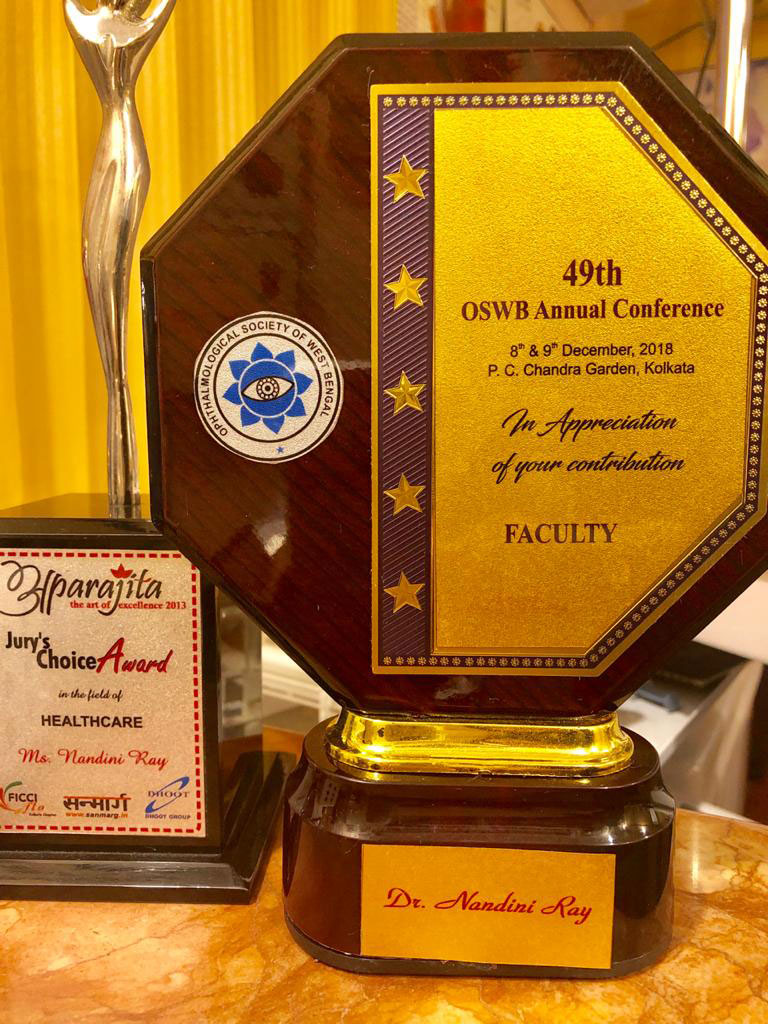 OPHTHALMOLOGICAL SOCIETY OF WEST BENGAL
49th
OSWB Annual Conference
8th & 9th December, 2018
P. C. Chandra Garden, Kolkata
In Appreciation
of your contribution
FACULTY
Dr. Nandini Ray
अparajita
the art of excellence 2013
Jury's
Choice Award
in the field of
HEALTHCARE
Ms. Nandini Ray
FICCI
flo
सन्मार्ग
www.sanmarg.in
DHOOT
DHOOT GROUP